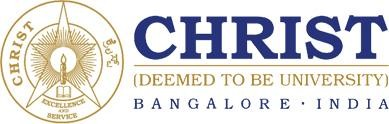 CHRIST
EXCELLENCE
AND
SERVICE
CHRIST
(DEEMED TO BE UNIVERSITY)
BANGALORE · INDIA